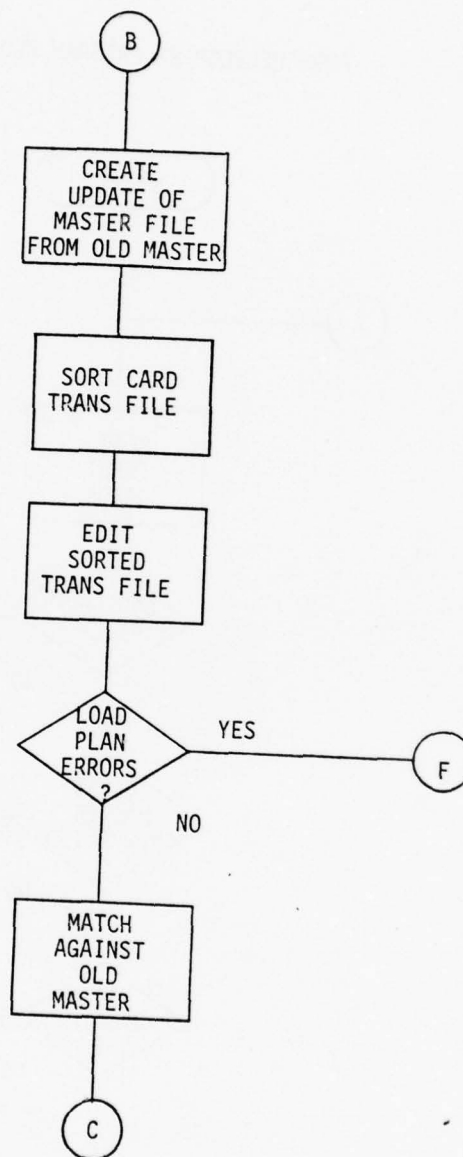 B
CREATE
UPDATE OF
MASTER FILE
FROM OLD MASTER
SORT CARD
TRANS FILE
EDIT
SORTED
TRANS FILE
LOAD
PLAN
ERRORS
?
YES
F
NO
MATCH
AGAINST
OLD
MASTER
C